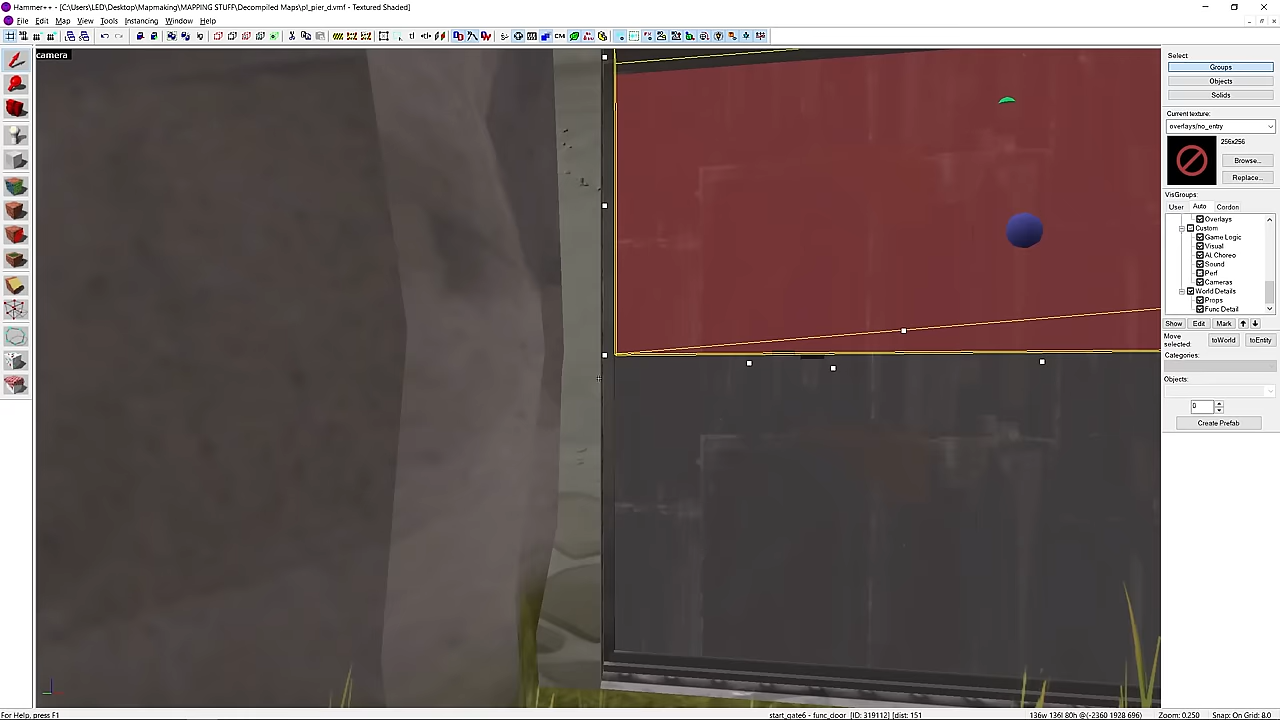 Hammer++ - [C:\Users\LED\Desktop\Mapmaking\MAPPING STUFF\Decompiled Maps\pl_pier_d.vmf - Textured Shaded]
File Edit Map View Tools Instancing Window Help
camera
Select
Groups
Objects
Solids
Current texture:
overlays/no_entry
256x256
Browse...
Replace...
VisGroups:
User Auto Cordon
Overlays
Custom
Game Logic
Visual
AI, Choreo
Sound
Perf
Cameras
World Details
Props
Func Detail
Show Edit Mark
Move selected:
toWorld toEntity
Categories:
Objects:
0
Create Prefab
For Help, press F1
start_gate6 - func_door [ID: 319112] [dist: 151
136w 136l 80h @(-2360 1928 696)
Zoom: 0.250
Snap: On Grid: 8.0